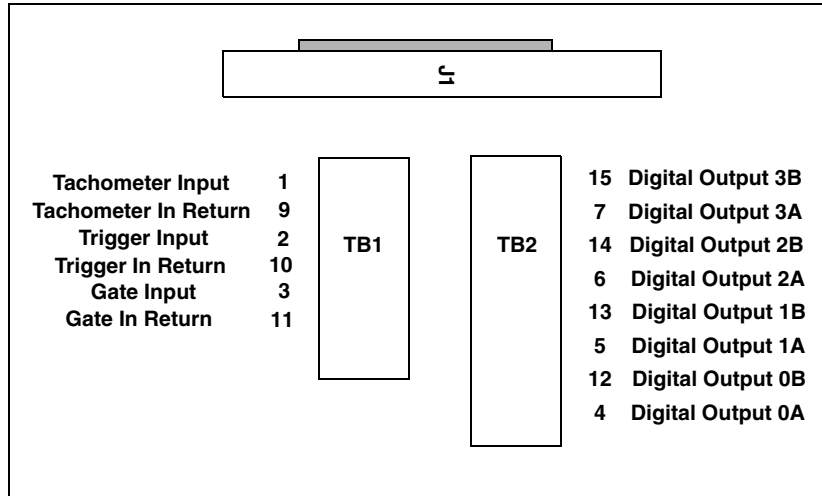 J1
Tachometer Input 1
Tachometer In Return 9
Trigger Input 2
Trigger In Return 10
Gate Input 3
Gate In Return 11
TB1
TB2
15 Digital Output 3B
7 Digital Output 3A
14 Digital Output 2B
6 Digital Output 2A
13 Digital Output 1B
5 Digital Output 1A
12 Digital Output 0B
4 Digital Output 0A